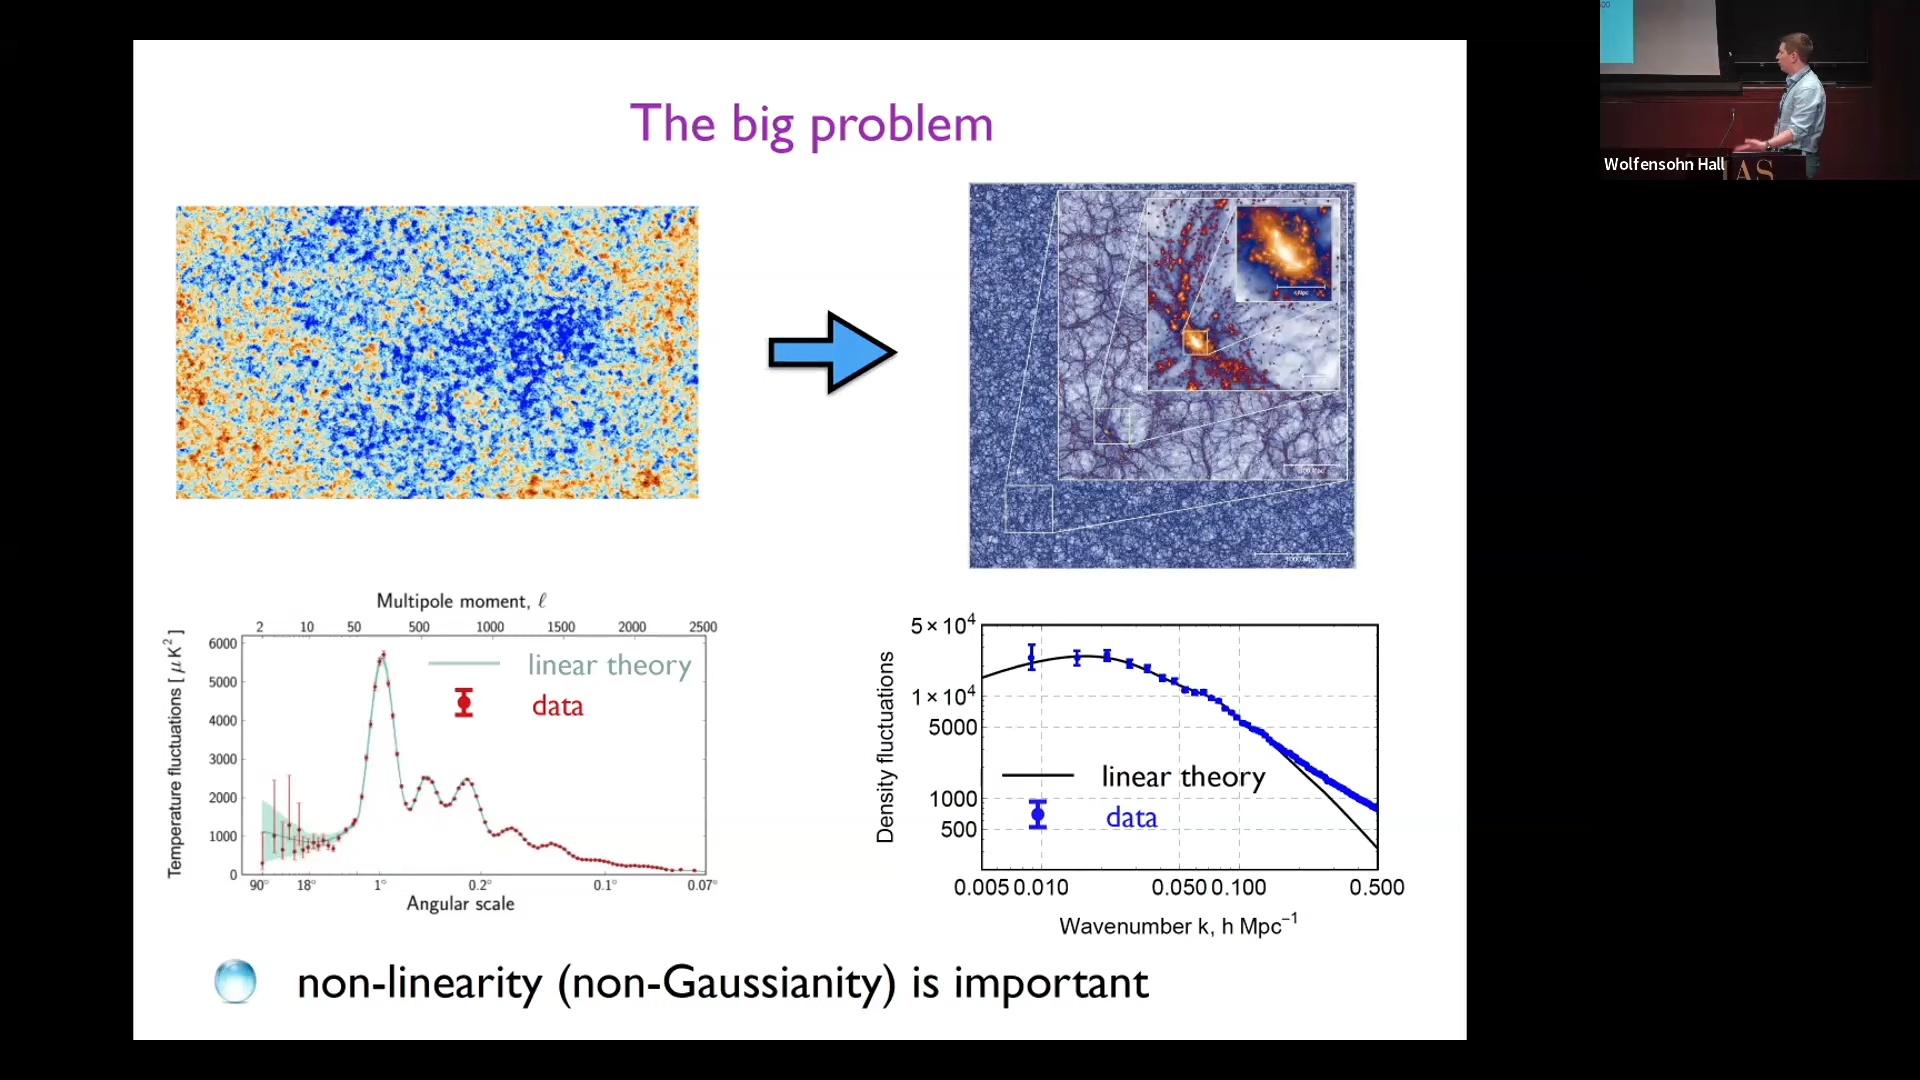 The big problem
Multipole moment, ℓ
2 10 50 500 1000 1500 2000 2500
Temperature fluctuations [ μK² ]
6000
5000
4000
3000
2000
1000
0
linear theory
data
90° 18° 1° 0.2° 0.1° 0.07°
Angular scale
Density fluctuations
5×10⁴
1×10⁴
5000
1000
500
linear theory
data
0.005 0.010 0.050 0.100 0.500
Wavenumber k, h Mpc⁻¹
non-linearity (non-Gaussianity) is important
Wolfensohn Hall
AS